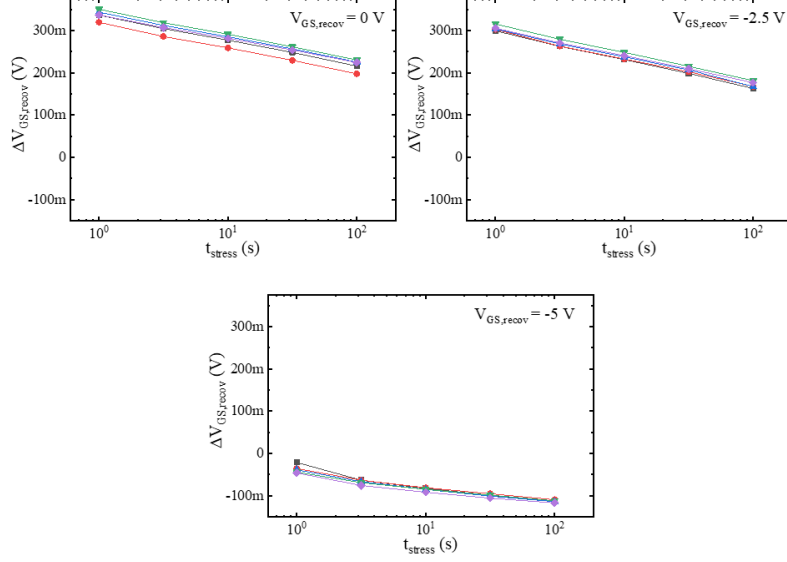 V_GS,recov = 0 V
300m
200m
100m
0
-100m
ΔV_GS,recov (V)
10^0
10^1
10^2
t_stress (s)
V_GS,recov = -2.5 V
300m
200m
100m
0
-100m
ΔV_GS,recov (V)
10^0
10^1
10^2
t_stress (s)
V_GS,recov = -5 V
300m
200m
100m
0
-100m
ΔV_GS,recov (V)
10^0
10^1
10^2
t_stress (s)